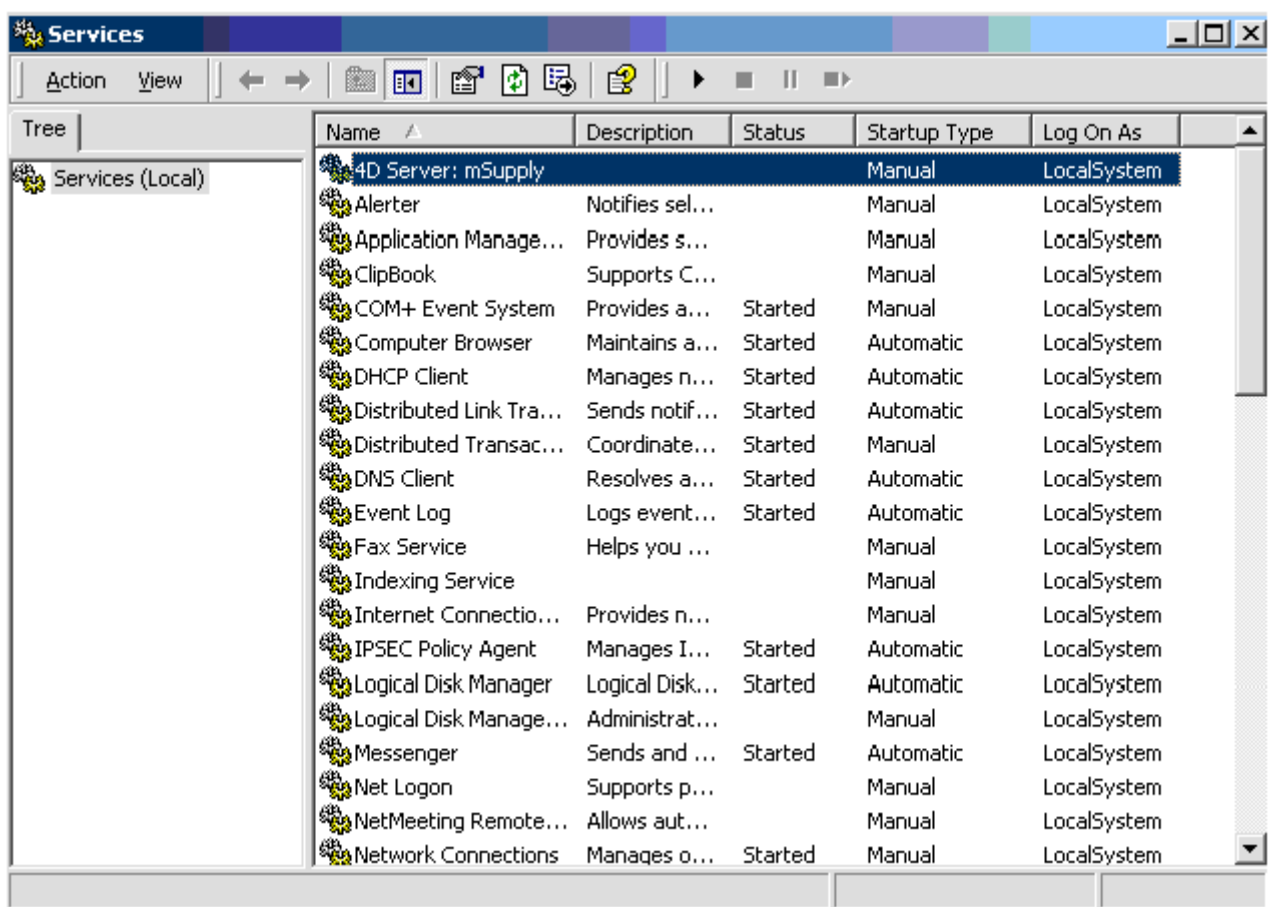 Services
Action View
Tree
Name Description Status Startup Type Log On As
Services (Local)
4D Server: mSupply Manual LocalSystem
Alerter Notifies sel... Manual LocalSystem
Application Manage... Provides s... Manual LocalSystem
ClipBook Supports C... Manual LocalSystem
COM+ Event System Provides a... Started Manual LocalSystem
Computer Browser Maintains a... Started Automatic LocalSystem
DHCP Client Manages n... Started Automatic LocalSystem
Distributed Link Tra... Sends notif... Started Automatic LocalSystem
Distributed Transac... Coordinate... Started Manual LocalSystem
DNS Client Resolves a... Started Automatic LocalSystem
Event Log Logs event... Started Automatic LocalSystem
Fax Service Helps you ... Manual LocalSystem
Indexing Service Manual LocalSystem
Internet Connectio... Provides n... Manual LocalSystem
IPSEC Policy Agent Manages I... Started Automatic LocalSystem
Logical Disk Manager Logical Disk... Started Automatic LocalSystem
Logical Disk Manage... Administrat... Manual LocalSystem
Messenger Sends and ... Started Automatic LocalSystem
Net Logon Supports p... Manual LocalSystem
NetMeeting Remote... Allows aut... Manual LocalSystem
Network Connections Manages o... Started Manual LocalSystem